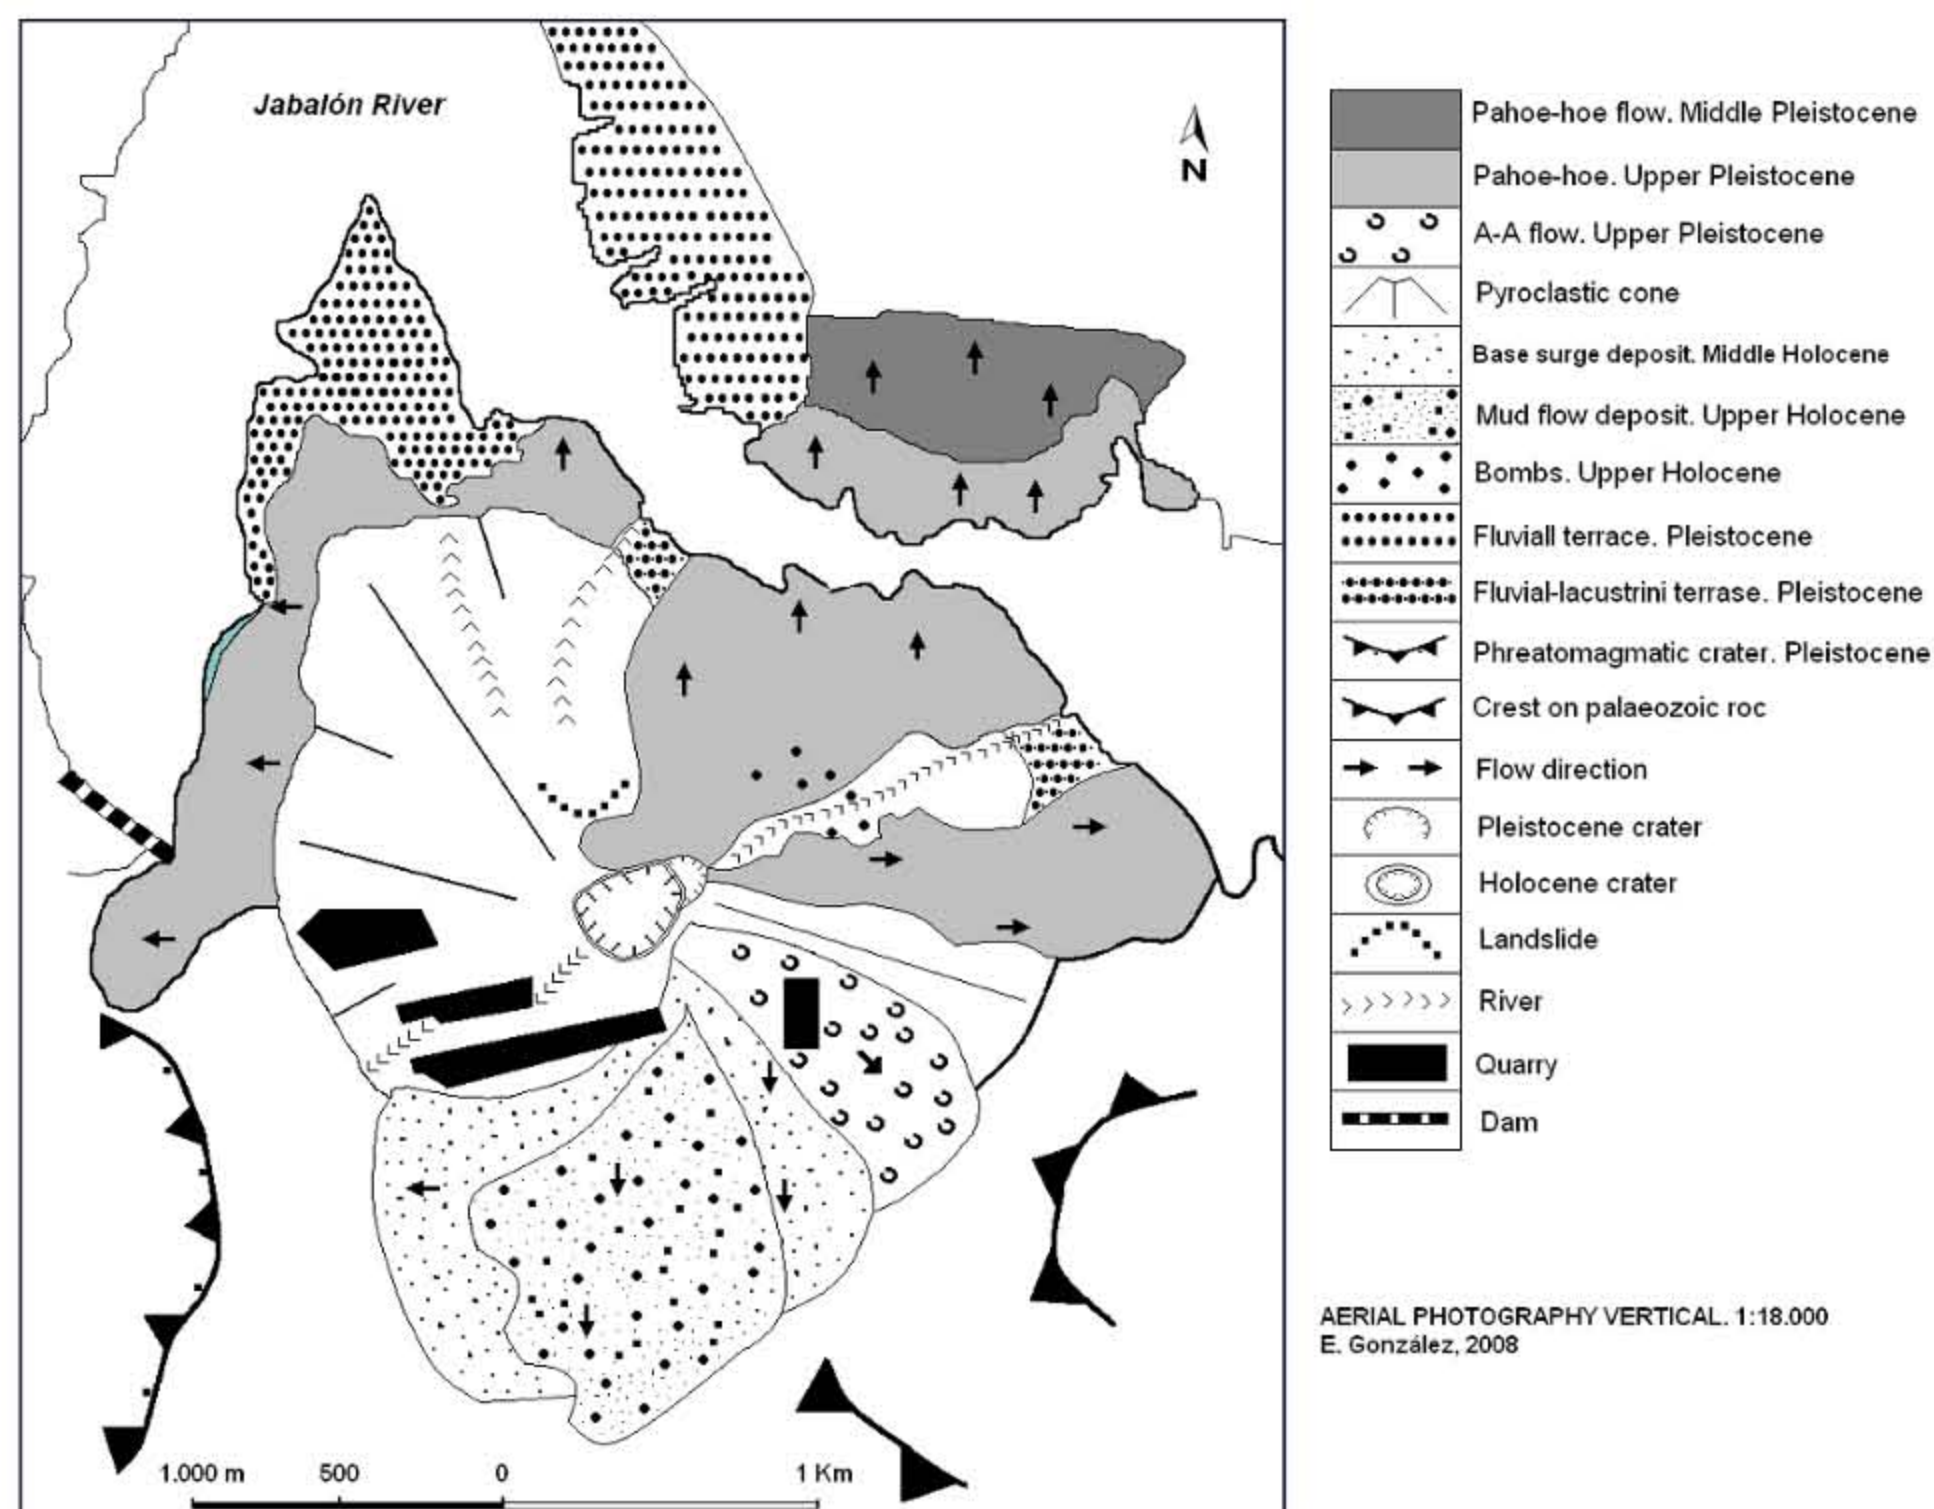 Jabalón River
N
Pahoe-hoe flow. Middle Pleistocene
Pahoe-hoe. Upper Pleistocene
A-A flow. Upper Pleistocene
Pyroclastic cone
Base surge deposit. Middle Holocene
Mud flow deposit. Upper Holocene
Bombs. Upper Holocene
Fluviall terrace. Pleistocene
Fluvial-lacustrini terrase. Pleistocene
Phreatomagmatic crater. Pleistocene
Crest on palaeozoic roc
Flow direction
Pleistocene crater
Holocene crater
Landslide
River
Quarry
Dam
AERIAL PHOTOGRAPHY VERTICAL. 1:18.000
E. González, 2008
1.000 m 500 0 1 Km